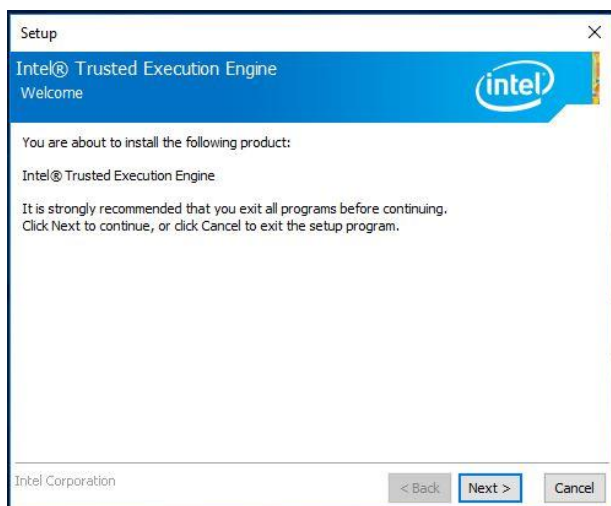 Setup
Intel® Trusted Execution Engine
Welcome
intel
You are about to install the following product:
Intel® Trusted Execution Engine
It is strongly recommended that you exit all programs before continuing.
Click Next to continue, or click Cancel to exit the setup program.
Intel Corporation
< Back Next > Cancel